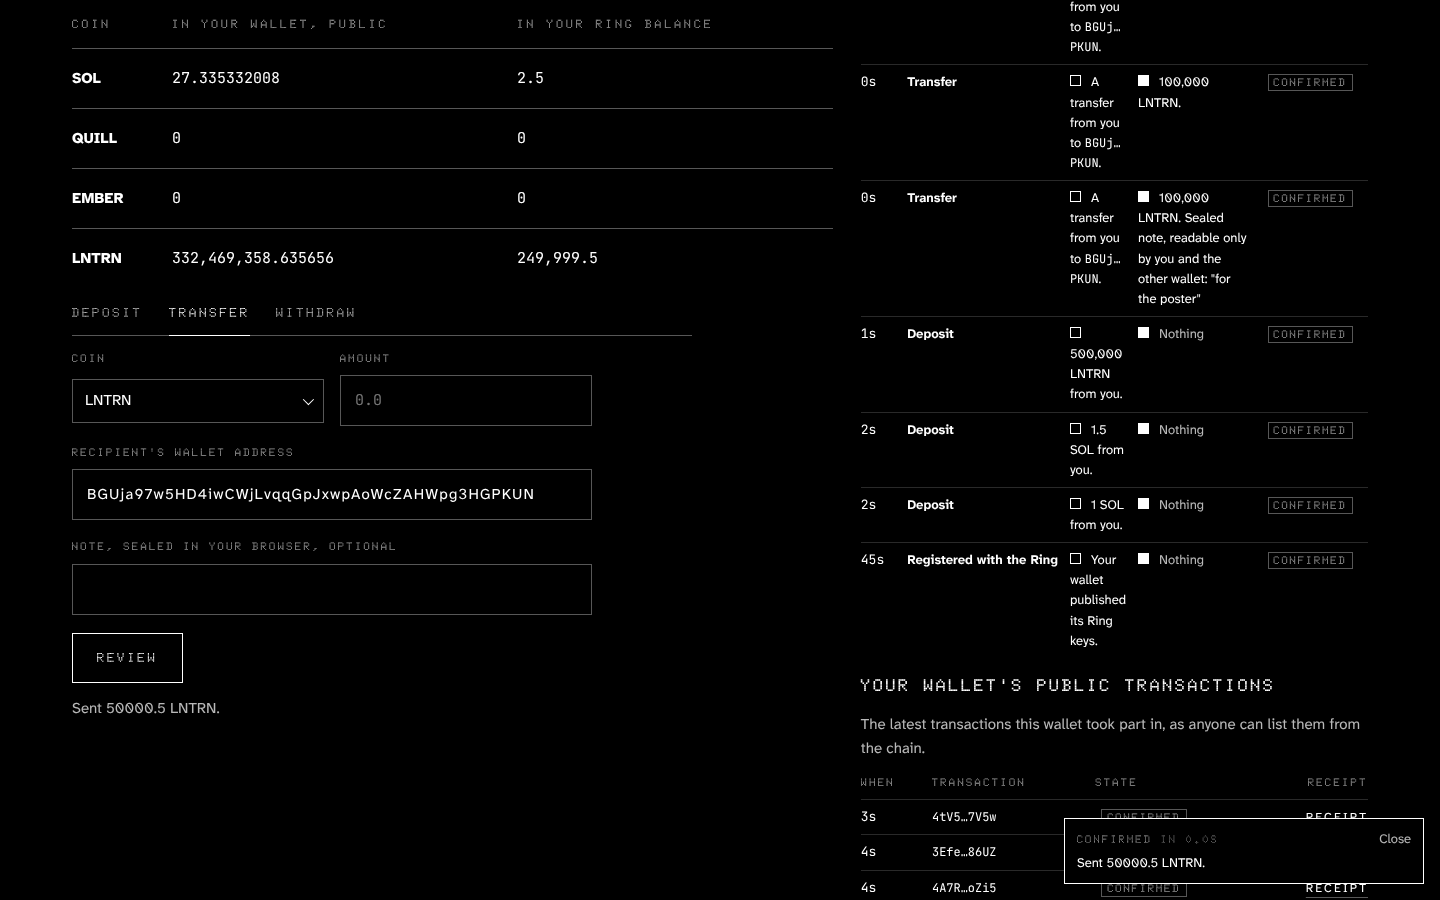 COIN IN YOUR WALLET, PUBLIC IN YOUR RING BALANCE
SOL 27.335332008 2.5
QUILL 0 0
EMBER 0 0
LNTRN 332,469,358.635656 249,999.5
DEPOSIT TRANSFER WITHDRAW
COIN AMOUNT
LNTRN 0.0
RECIPIENT'S WALLET ADDRESS
BGUja97w5HD4iwCWjLvqqGpJxwpAoWcZAHWpg3HGPKUN
NOTE, SEALED IN YOUR BROWSER, OPTIONAL
REVIEW
Sent 50000.5 LNTRN.
from you
to BGUj…
PKUN.
0s Transfer A 100,000 CONFIRMED
transfer LNTRN.
from you
to BGUj…
PKUN.
0s Transfer A 100,000 CONFIRMED
transfer LNTRN. Sealed
from you note, readable only
to BGUj… by you and the
PKUN. other wallet: "for
the poster"
1s Deposit Nothing CONFIRMED
500,000
LNTRN
from you.
2s Deposit 1.5 Nothing CONFIRMED
SOL from
you.
2s Deposit 1 SOL Nothing CONFIRMED
from you.
45s Registered with the Ring Your Nothing CONFIRMED
wallet
published
its Ring
keys.
YOUR WALLET'S PUBLIC TRANSACTIONS
The latest transactions this wallet took part in, as anyone can list them from
the chain.
WHEN TRANSACTION STATE RECEIPT
3s 4tV5…7V5w CONFIRMED RECEIPT
4s 3Efe…86UZ
4s 4A7R…oZi5 CONFIRMED RECEIPT
CONFIRMED IN 0.0S Close
Sent 50000.5 LNTRN.